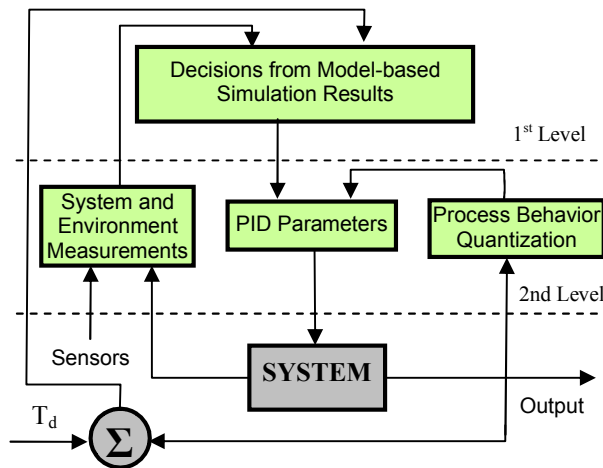 Decisions from Model-based
Simulation Results
1st Level
System and
Environment
Measurements
PID Parameters
Process Behavior
Quantization
2nd Level
Sensors
SYSTEM
Output
Td
Σ